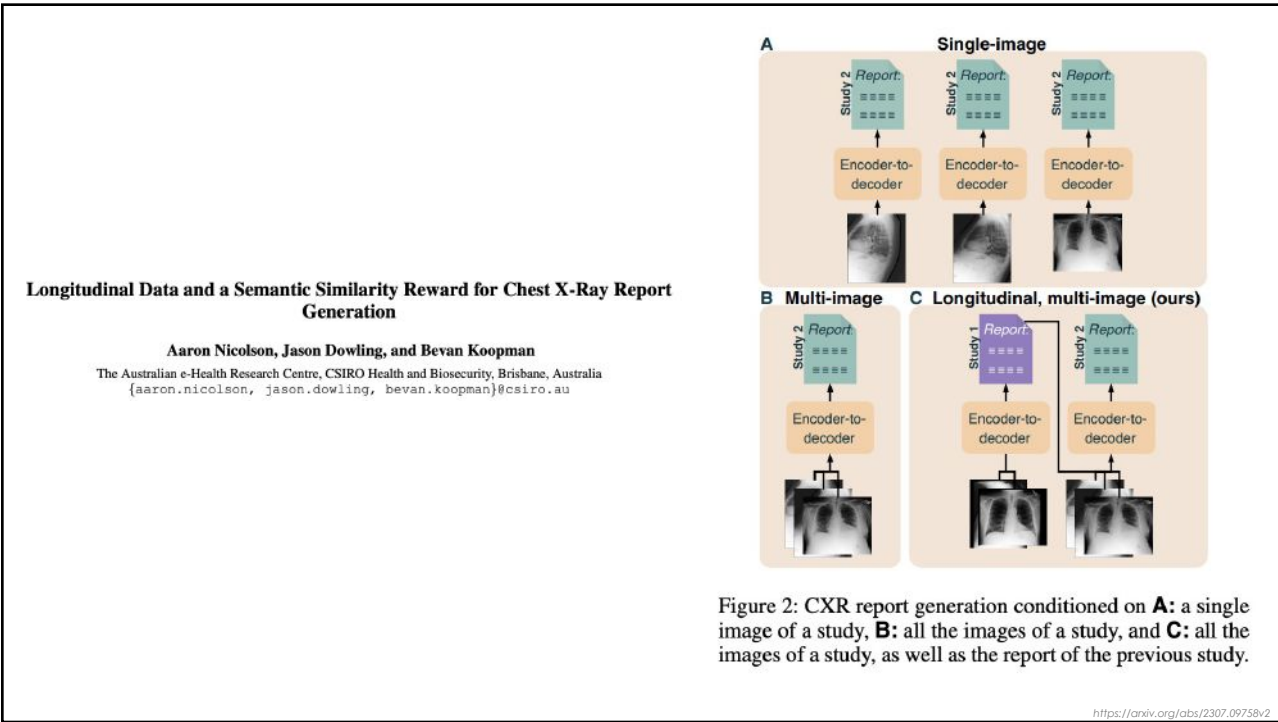 Longitudinal Data and a Semantic Similarity Reward for Chest X-Ray Report
Generation
Aaron Nicolson, Jason Dowling, and Bevan Koopman
The Australian e-Health Research Centre, CSIRO Health and Biosecurity, Brisbane, Australia
{aaron.nicolson, jason.dowling, bevan.koopman}@csiro.au
A Single-image
Study 2
Report:
Study 2
Report:
Study 2
Report:
Encoder-to-
decoder
Encoder-to-
decoder
Encoder-to-
decoder
B Multi-image
Study 2
Report:
Encoder-to-
decoder
C Longitudinal, multi-image (ours)
Study 1
Report:
Study 2
Report:
Encoder-to-
decoder
Encoder-to-
decoder
Figure 2: CXR report generation conditioned on A: a single
image of a study, B: all the images of a study, and C: all the
images of a study, as well as the report of the previous study.
https://arxiv.org/abs/2307.09758v2